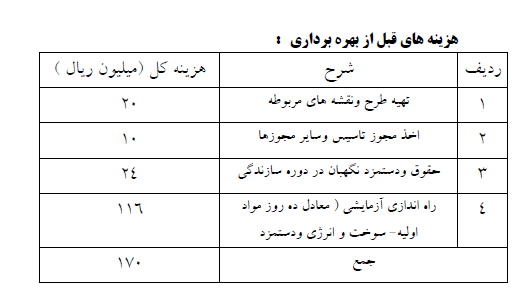 هزینه های قبل از بهره برداری :
ردیف شرح هزینه کل (میلیون ریال )
۱ تهیه طرح ونقشه های مربوطه ۲۰
۲ اخذ مجوز تاسیس وسایر مجوزها ۱۰
۳ حقوق ودستمزد نگهبان در دوره سازندگی ۲٤
٤ راه اندازی آزمایشی ( معادل ده روز مواد ۱۱٦
اولیه- سوخت و انرژی ودستمزد
جمع ۱۷۰